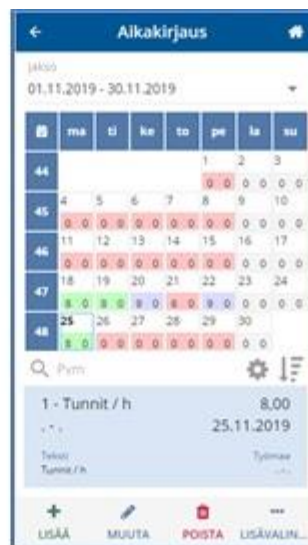 Aikakirjaus
Jakso
01.11.2019 - 30.11.2019
ma ti ke to pe la su
44 1 2 3
0 0 0 0 0 0
45 4 5 6 7 8 9 10
0 0 0 0 0 0 0 0 0 0 0 0 0 0
46 11 12 13 14 15 16 17
0 0 0 0 0 0 0 0 0 0 0 0 0 0
47 18 19 20 21 22 23 24
8 0 8 0 0 0 0 0 0 0 0 0
48 25 26 27 28 29 30
8 0 0 0 0 0 0 0 0 0 0 0
Pvm
1 - Tunnit / h 8,00
. - . 25.11.2019
Teksti Työmaa
Tunnit / h
LISÄÄ MUUTA POISTA LISÄVALIN...